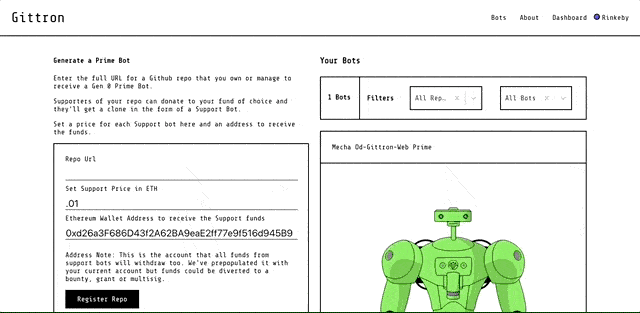 Gittron
Bots About Dashboard Rinkeby
Generate a Prime Bot
Enter the full URL for a Github repo that you own or manage to
receive a Gen 0 Prime Bot.
Supporters of your repo can donate to your fund of choice and
they'll get a clone in the form of a Support Bot.
Set a price for each Support bot here and an address to receive
the funds.
Repo Url
Set Support Price in ETH
.01
Ethereum Wallet Address to receive the Support funds
0xd26a3F686D43f2A62BA9eaE2ff77e9f516d945B9
Address Note: This is the account that all funds from
support bots will withdraw too. We've prepopulated it with
your current account but funds could be diverted to a
bounty, grant or multisig.
Register Repo
Your Bots
1 Bots Filters All Rep... All Bots
Mecha Od-Gittron-Web Prime